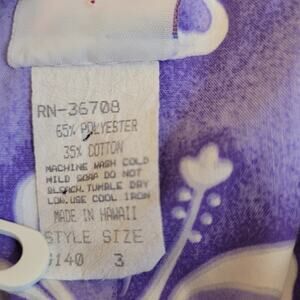 RN-36708
65% POLYESTER
35% COTTON
MACHINE WASH COLD
MILD SOAP DO NOT
BLEACH. TUMBLE DRY
LOW. USE COOL IRON
MADE IN HAWAII
STYLE SIZE
6140 3